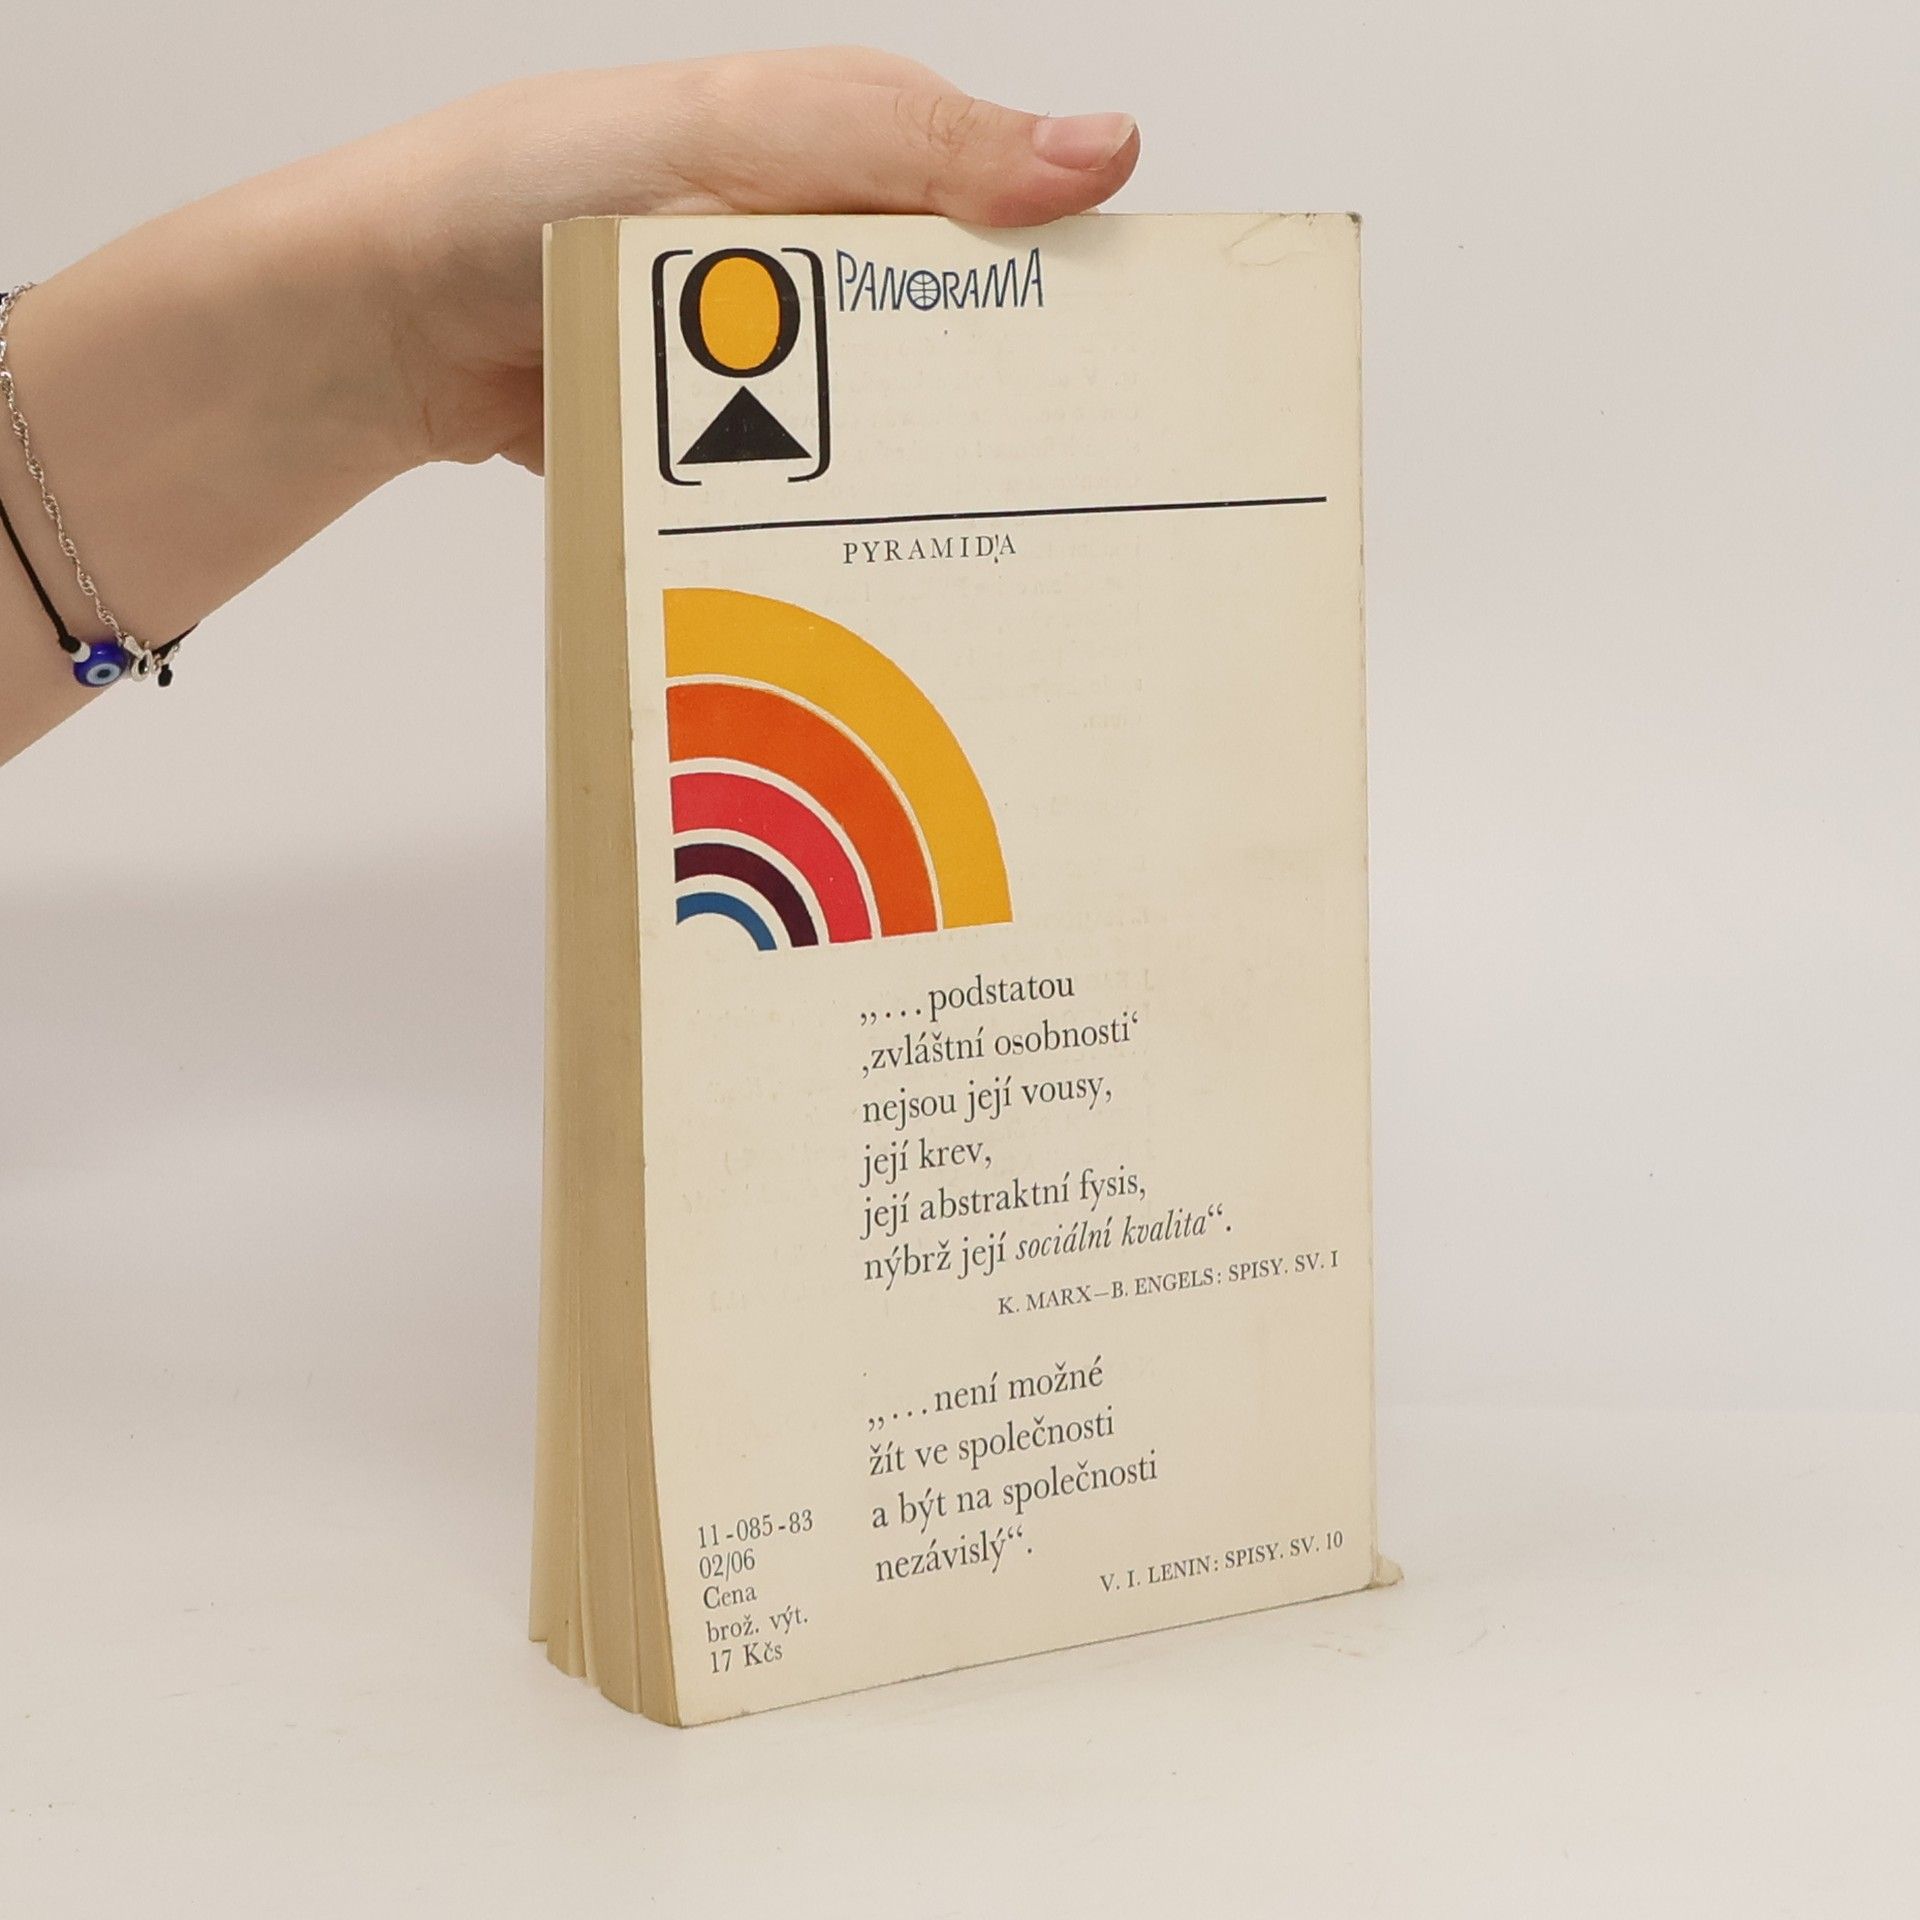 PANORAMA
PYRAMIDA
„...podstatou
‚zvláštní osobnosti‘
nejsou její vousy,
její krev,
její abstraktní fysis,
nýbrž její sociální kvalita“.
K. MARX—B. ENGELS: SPISY. SV. I
„...není možné
žít ve společnosti
a být na společnosti
nezávislý“.
V. I. LENIN: SPISY. SV. 10
11-085-83
02/06
Cena
brož. výt.
17 Kčs